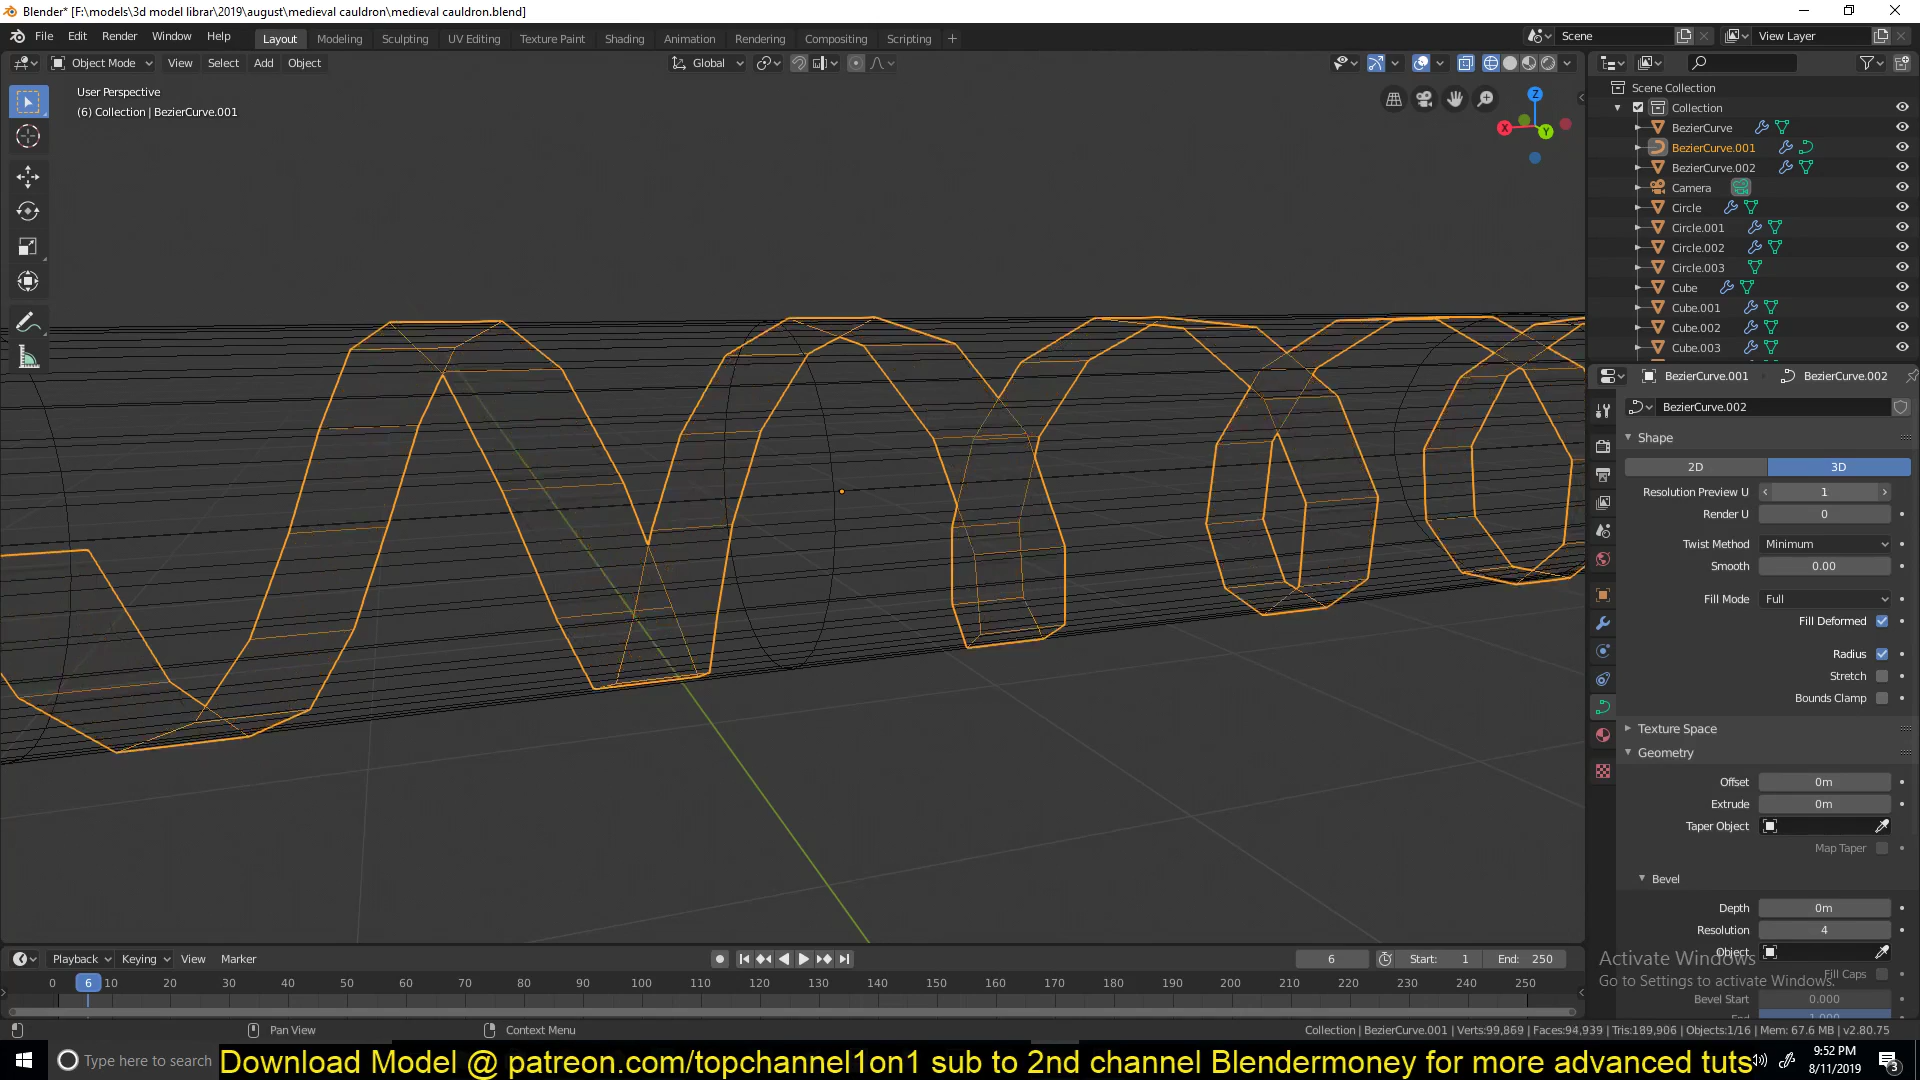 Blender* [F:\models\3d model librar\2019\august\medieval cauldron\medieval cauldron.blend]
File Edit Render Window Help Layout Modeling Sculpting UV Editing Texture Paint Shading Animation Rendering Compositing Scripting + Scene View Layer
Object Mode View Select Add Object Global
User Perspective
(6) Collection | BezierCurve.001
Z
X
Y
Scene Collection
Collection
BezierCurve
BezierCurve.001
BezierCurve.002
Camera
Circle
Circle.001
Circle.002
Circle.003
Cube
Cube.001
Cube.002
Cube.003
BezierCurve.001 BezierCurve.002
BezierCurve.002
Shape
2D 3D
Resolution Preview U 1
Render U 0
Twist Method Minimum
Smooth 0.00
Fill Mode Full
Fill Deformed
Radius
Stretch
Bounds Clamp
Texture Space
Geometry
Offset 0m
Extrude 0m
Taper Object
Map Taper
Bevel
Depth 0m
Resolution 4
Object
Fill Caps
Bevel Start 0.000
End 1.000
Activate Windows
Go to Settings to activate Windows.
Playback Keying View Marker 6 Start: 1 End: 250
0 6 10 20 30 40 50 60 70 80 90 100 110 120 130 140 150 160 170 180 190 200 210 220 230 240 250
Pan View Context Menu Collection | BezierCurve.001 | Verts:99,869 | Faces:94,939 | Tris:189,906 | Objects:1/16 | Mem: 67.6 MB | v2.80.75
Type here to search
Download Model @ patreon.com/topchannel1on1 sub to 2nd channel Blendermoney for more advanced tuts
9:52 PM
8/11/2019
3